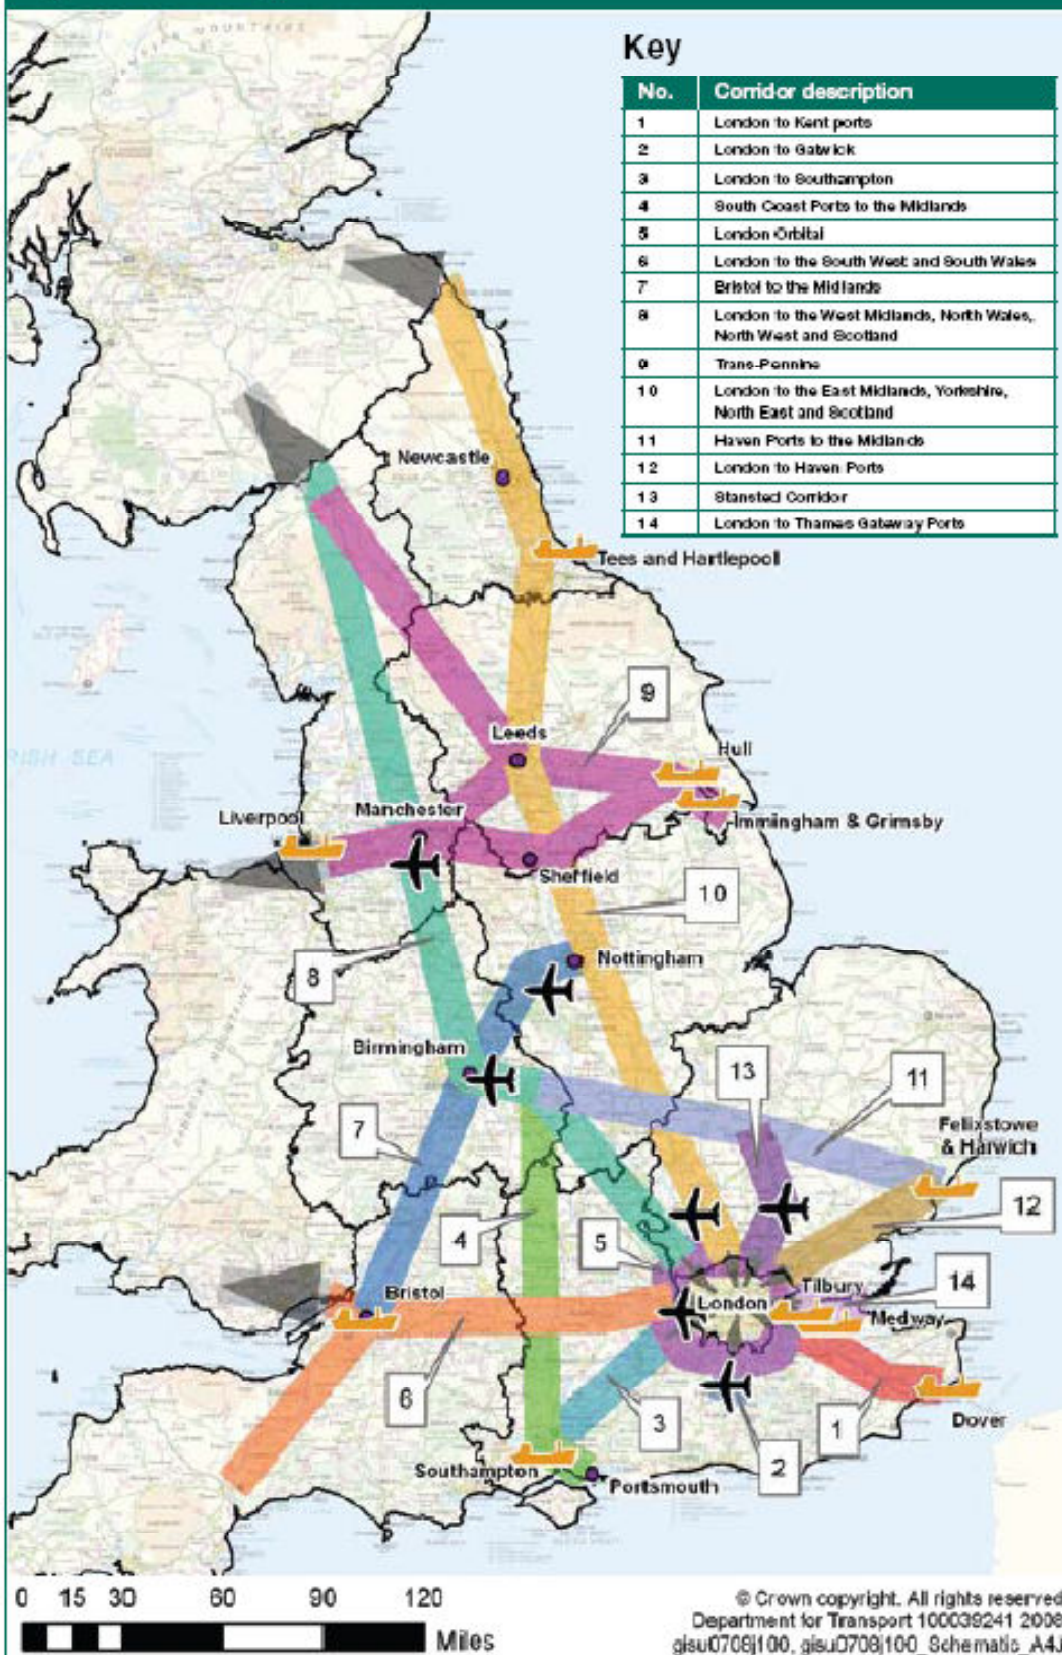 Key
No. Corridor description
1 London to Kent ports
2 London to Gatwick
3 London to Southampton
4 South Coast Ports to the Midlands
5 London Orbital
6 London to the South West and South Wales
7 Bristol to the Midlands
8 London to the West Midlands, North Wales,
North West and Scotland
9 Trans-Pennine
10 London to the East Midlands, Yorkshire,
North East and Scotland
11 Haven Ports to the Midlands
12 London to Haven Ports
13 Stansted Corridor
14 London to Thames Gateway Ports
Newcastle
Tees and Hartlepool
9
Leeds
Hull
RISH SEA
Manchester
Liverpool
Immingham & Grimsby
Sheffield
10
8
Nottingham
Birmingham
13
11
7
Felixstowe
& Harwich
12
4
5
Tilbury
14
Bristol
London
Medway
6
3
1
Dover
2
Southampton
Portsmouth
0 15 30 60 90 120
Miles
© Crown copyright. All rights reserved
Department for Transport 100039241 2008
gisu0708j100, gisu0708j100_Schematic_A4J